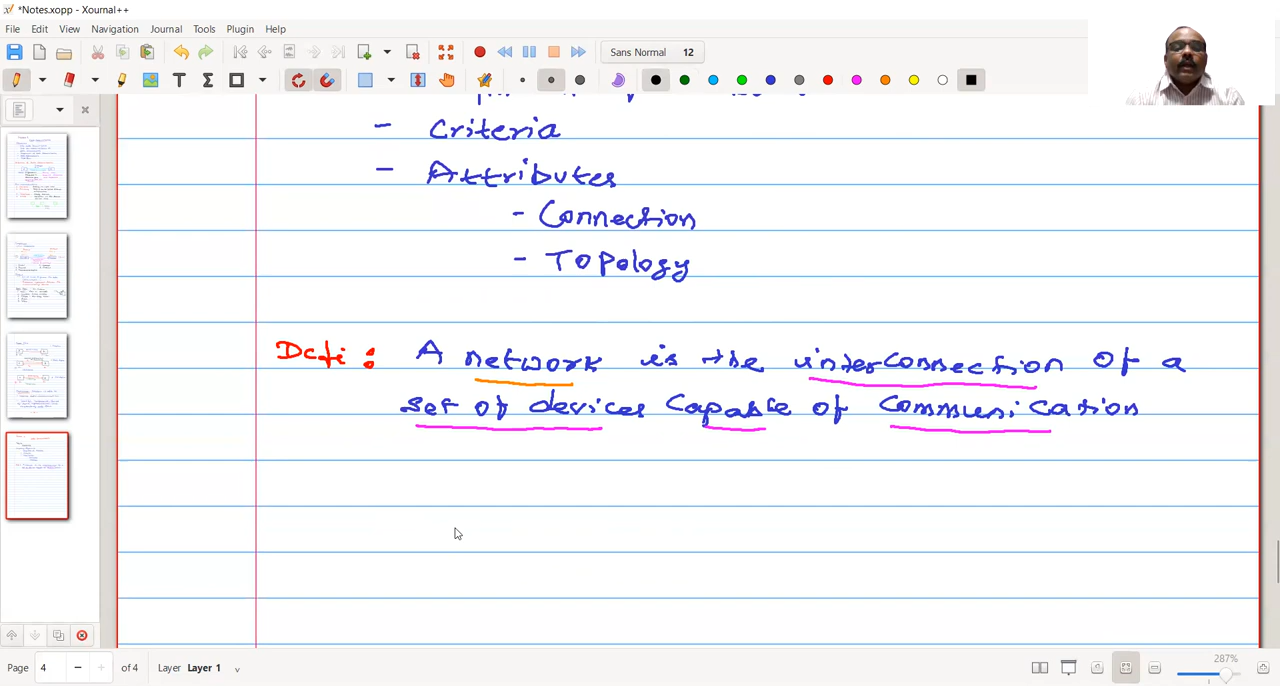 *Notes.xopp - Xournal++
File Edit View Navigation Journal Tools Plugin Help
Sans Normal 12
- Criteria
- Attributes
- Connection
- Topology
Defi : A network is the interconnection of a
set of devices capable of communication
Page 4 of 4 Layer Layer 1
287%